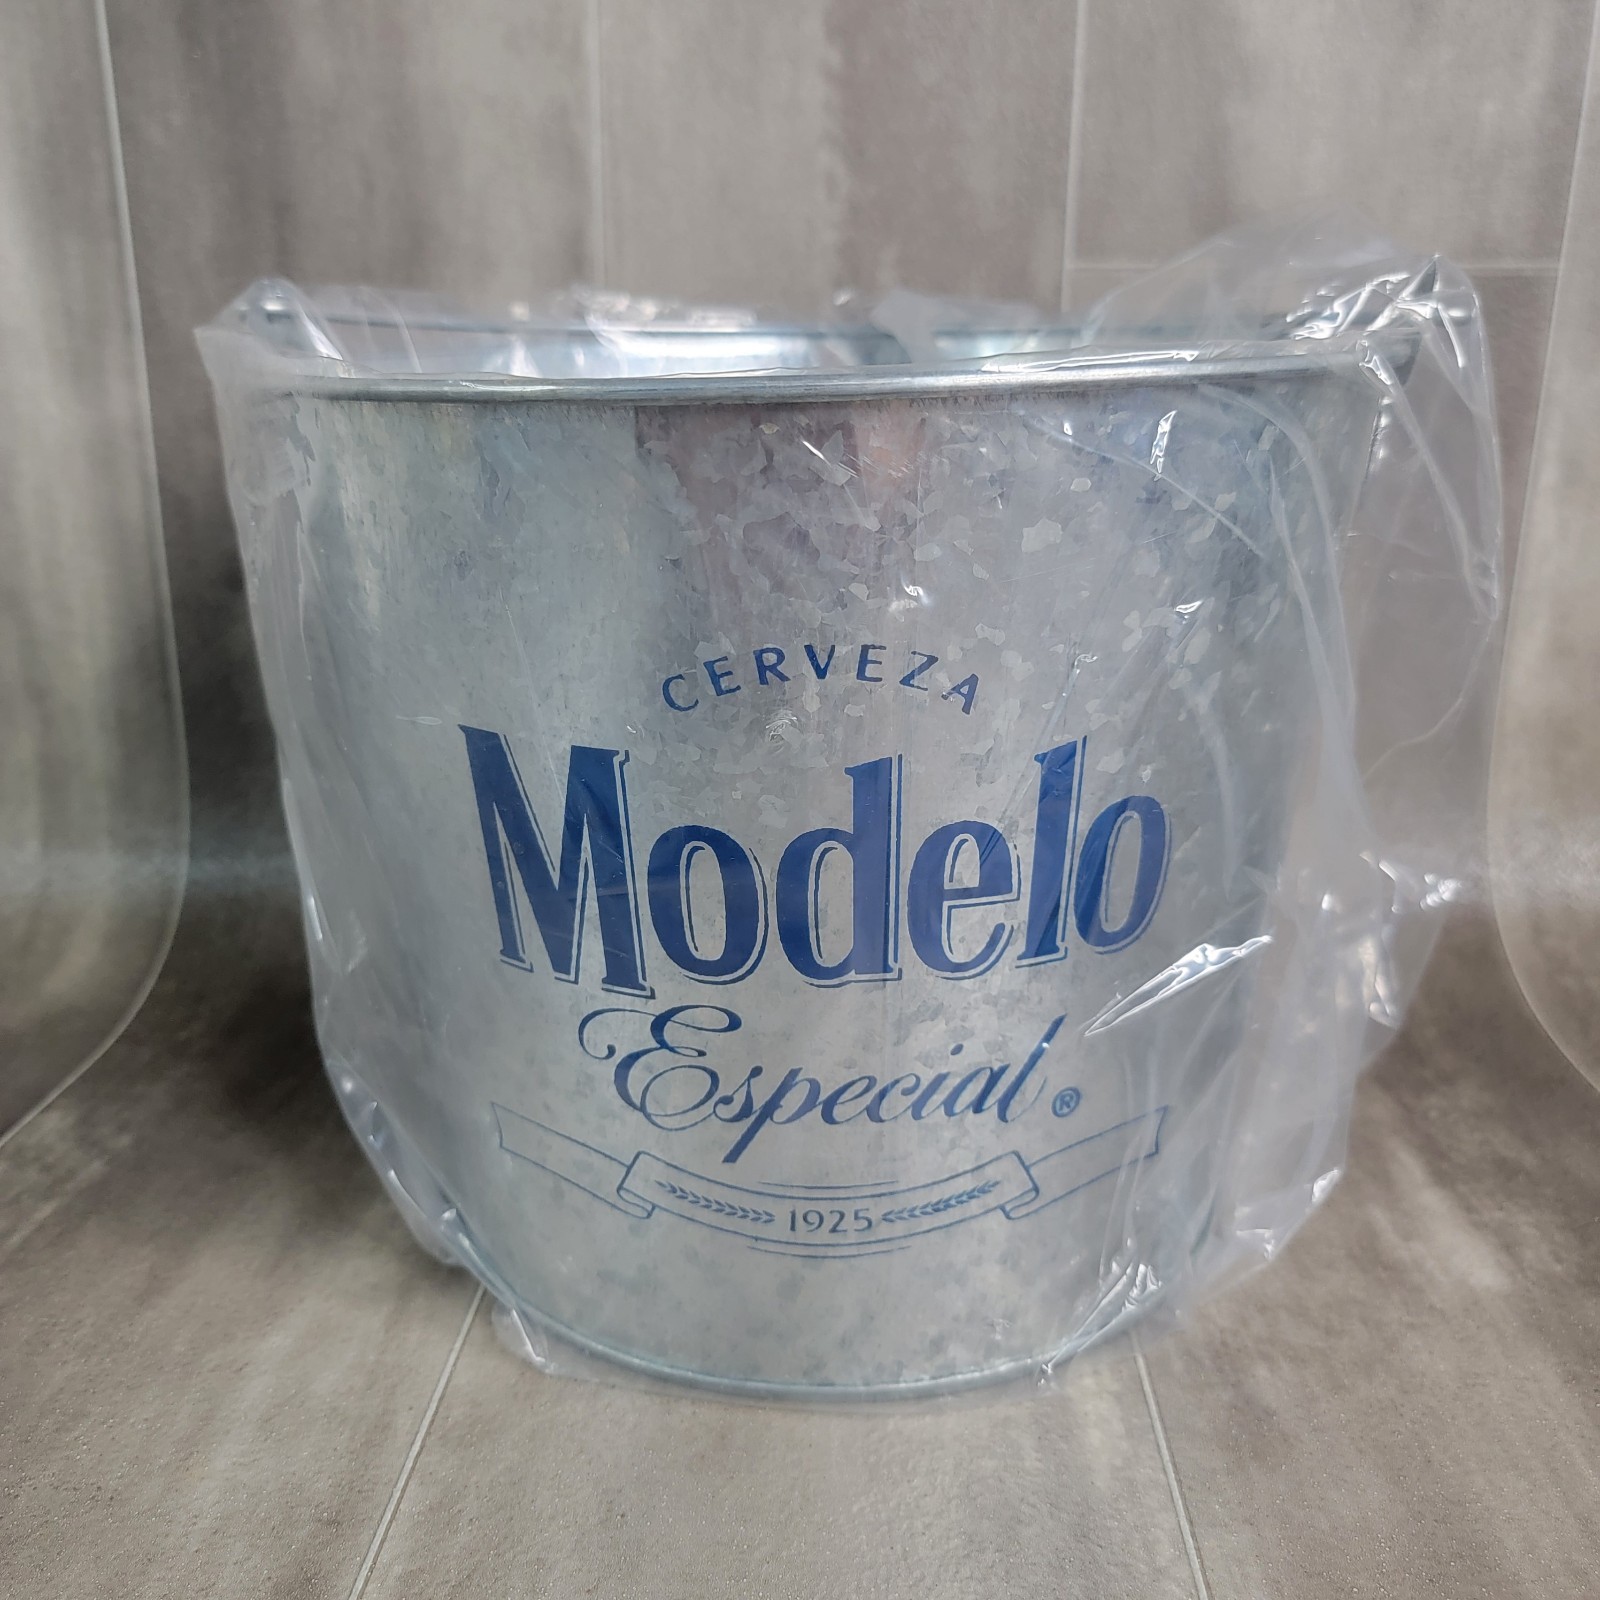 CERVEZA
Modelo
Especial®
1925